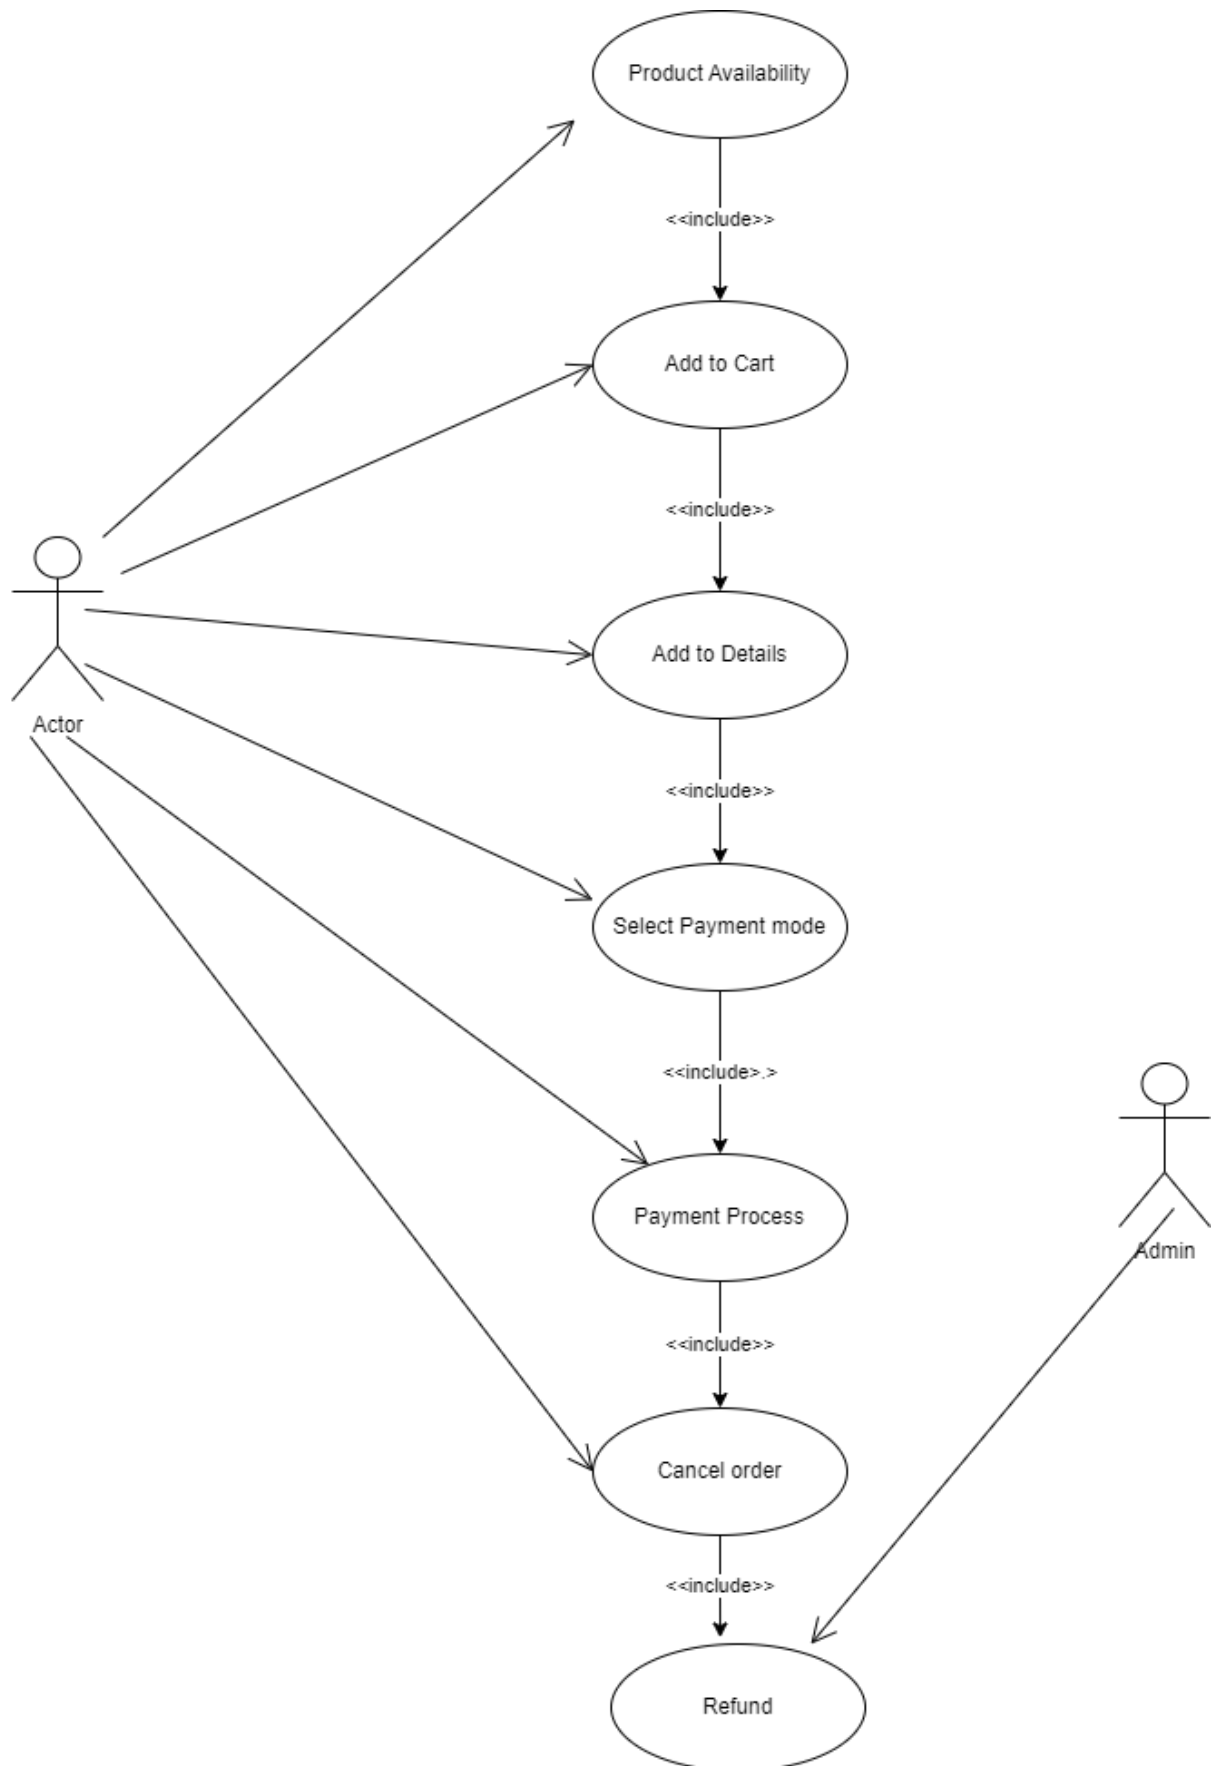 Product Availability
<<include>>
Add to Cart
<<include>>
Add to Details
Actor
<<include>>
Select Payment mode
<<include>.>
Payment Process
Admin
<<include>>
Cancel order
<<include>>
Refund